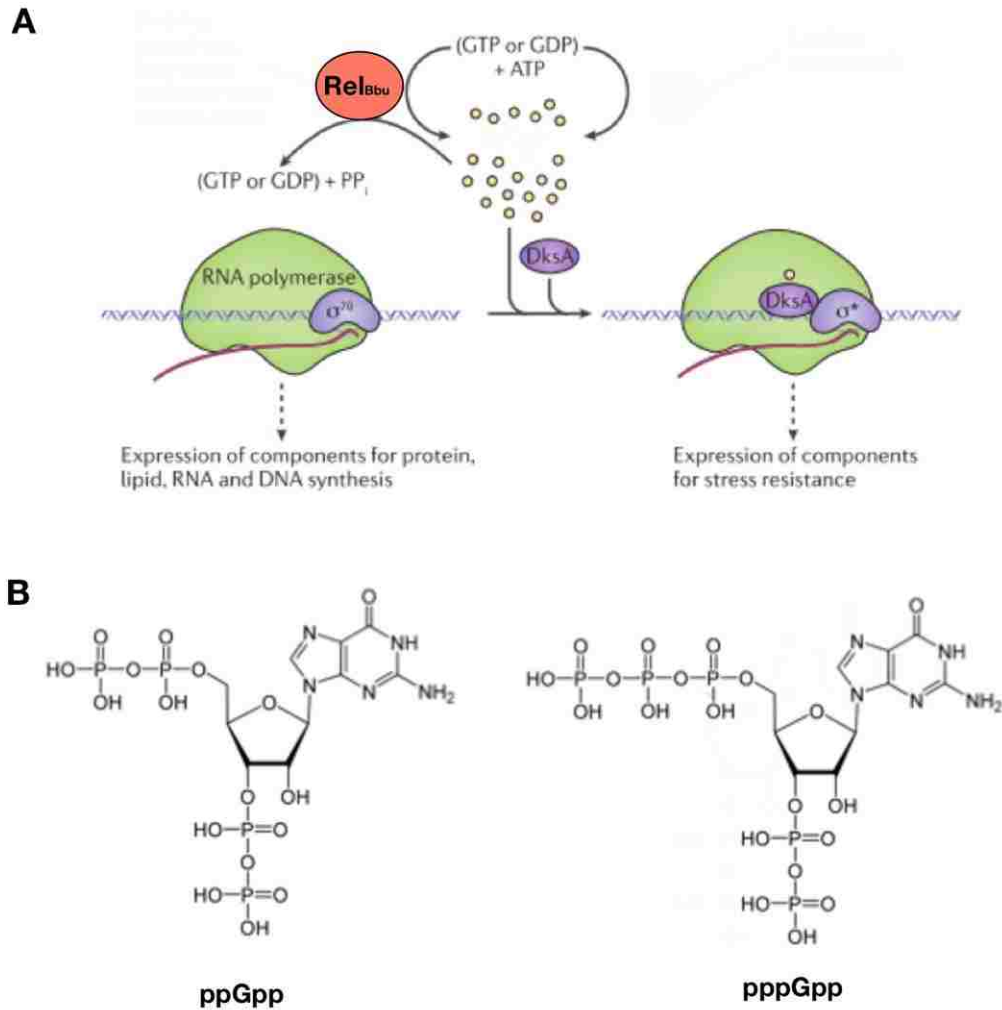 A
(GTP or GDP)
+ ATP
RelBbu
(GTP or GDP) + PPi
DksA
RNA polymerase
σ70
DksA
σ*
Expression of components for protein,
lipid, RNA and DNA synthesis
Expression of components
for stress resistance
B
O
O O N NH
HO-P-O-P-O N N NH2
OH OH O
O OH
HO-P=O
O
HO-P=O
OH
ppGpp
O
O O O N NH
HO-P-O-P-O-P-O N N NH2
OH OH OH O
O OH
HO-P=O
O
HO-P=O
OH
pppGpp